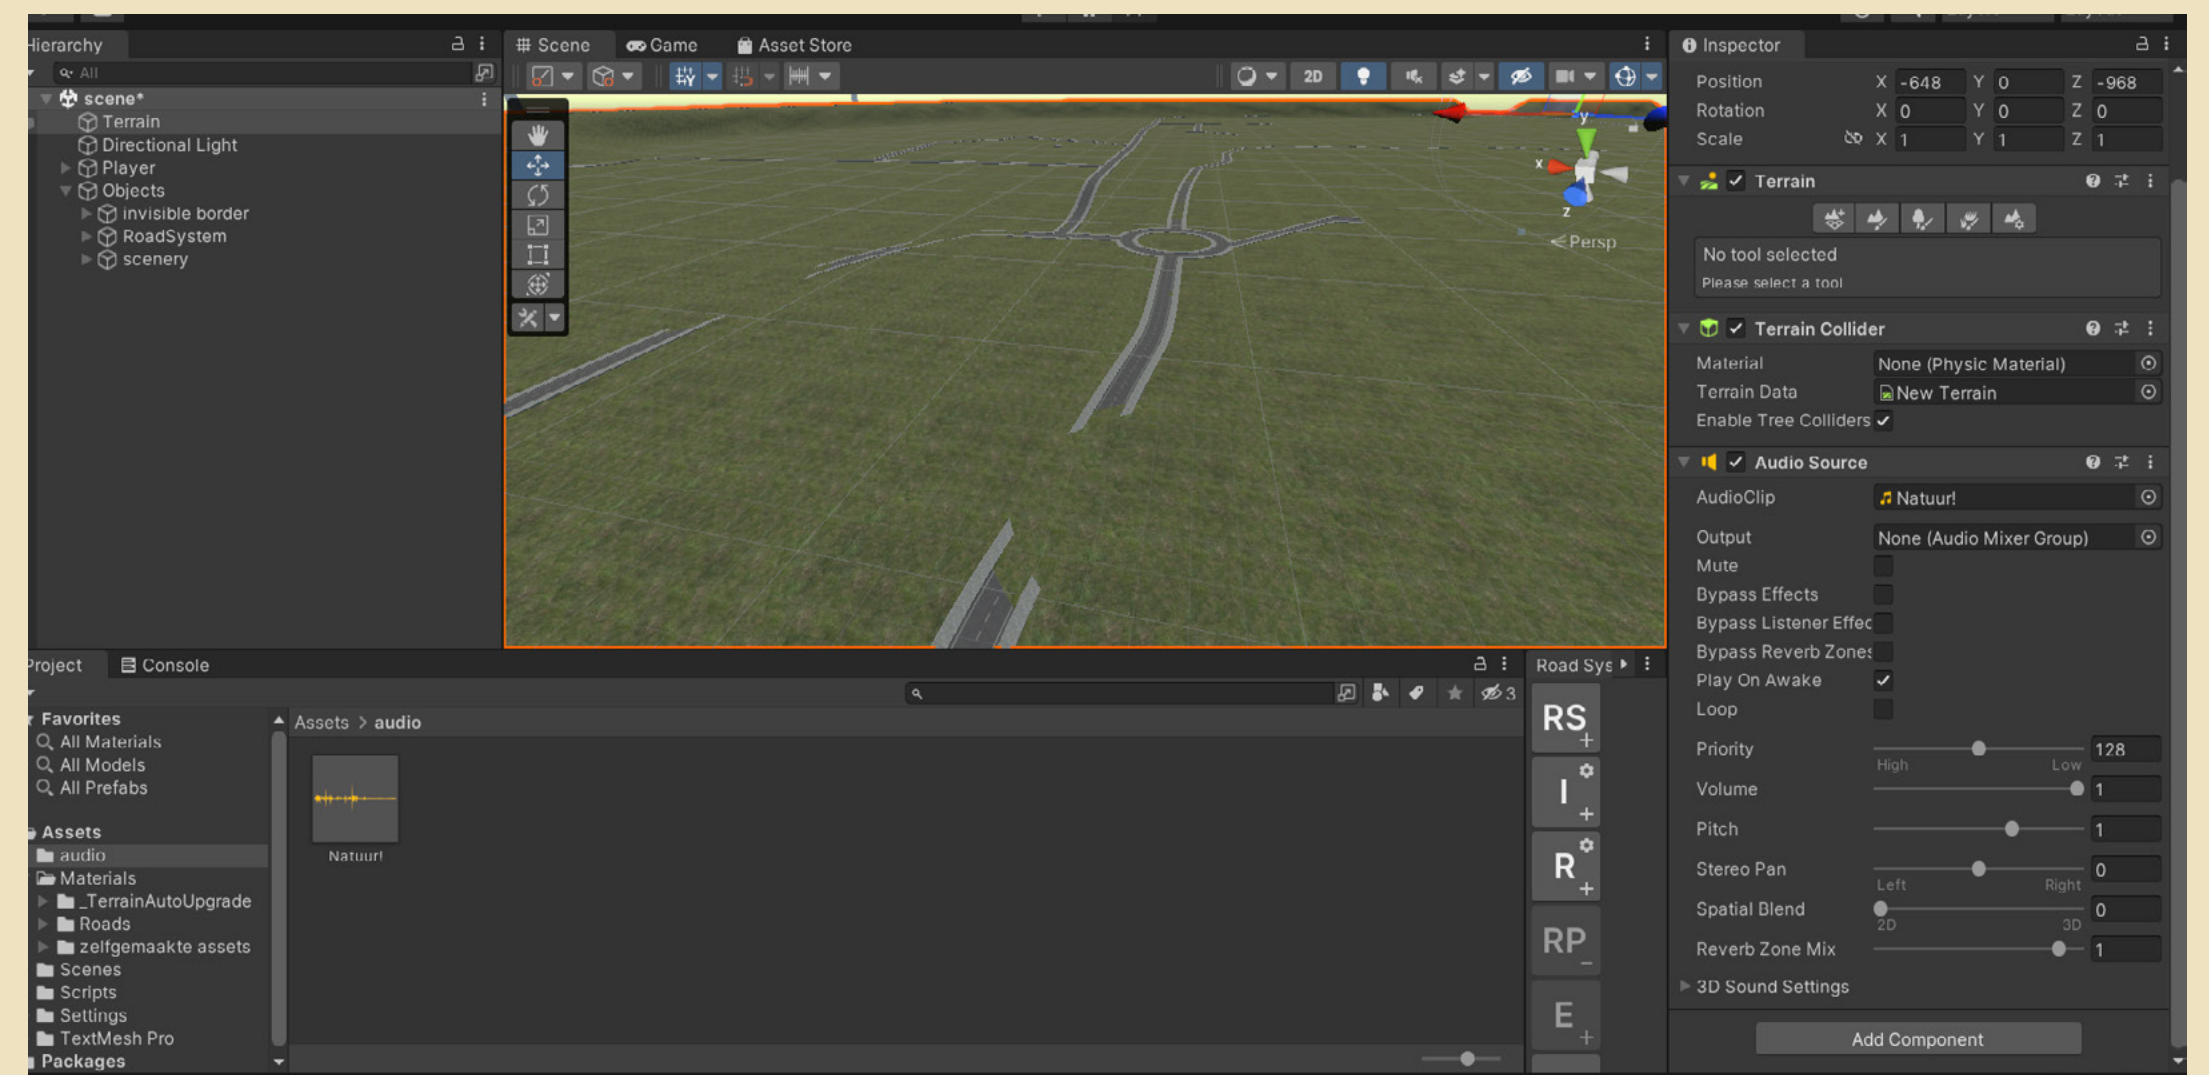 Hierarchy
All
scene*
Terrain
Directional Light
Player
Objects
invisible border
RoadSystem
scenery
Scene
Game
Asset Store
2D
y
x
z
Persp
Inspector
Position X -648 Y 0 Z -968
Rotation X 0 Y 0 Z 0
Scale X 1 Y 1 Z 1
Terrain
No tool selected
Please select a tool
Terrain Collider
Material None (Physic Material)
Terrain Data New Terrain
Enable Tree Colliders
Audio Source
AudioClip Natuur!
Output None (Audio Mixer Group)
Mute
Bypass Effects
Bypass Listener Effec
Bypass Reverb Zones
Play On Awake
Loop
Priority 128
High Low
Volume 1
Pitch 1
Stereo Pan 0
Left Right
Spatial Blend 0
2D 3D
Reverb Zone Mix 1
3D Sound Settings
Add Component
Project
Console
3
Favorites
All Materials
All Models
All Prefabs
Assets
audio
Materials
_TerrainAutoUpgrade
Roads
zelfgemaakte assets
Scenes
Scripts
Settings
TextMesh Pro
Packages
Assets > audio
Natuur!
Road Sys
RS
+
I
+
R
+
RP
–
E
+